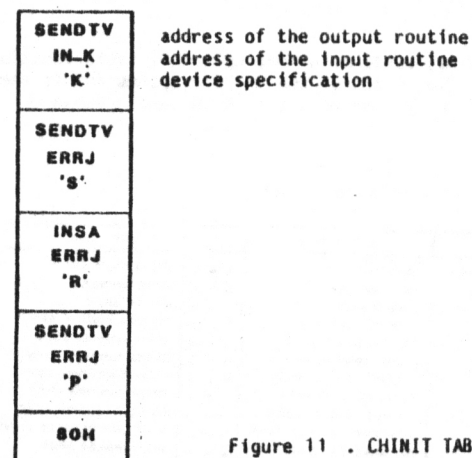 SENDTV address of the output routine
IN_K address of the input routine
'K' device specification
SENDTV
ERRJ
'S'
INSA
ERRJ
'R'
SENDTV
ERRJ
'P'
80H
Figure 11 . CHINIT TAB